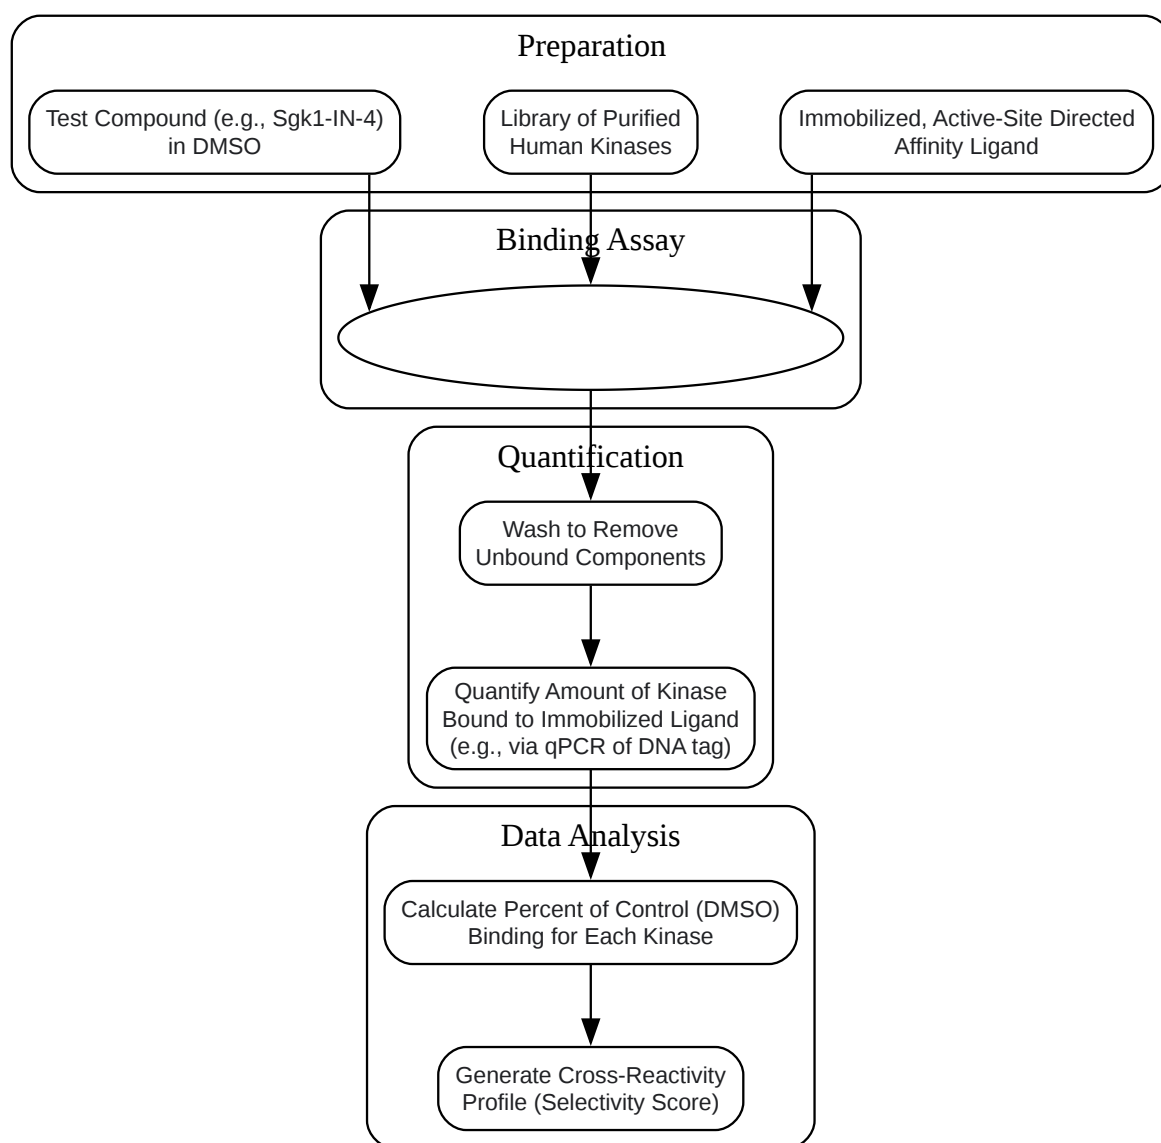 Preparation
Test Compound (e.g., Sgk1-IN-4)
in DMSO
Library of Purified
Human Kinases
Immobilized, Active-Site Directed
Affinity Ligand
Binding Assay
Quantification
Wash to Remove
Unbound Components
Quantify Amount of Kinase
Bound to Immobilized Ligand
(e.g., via qPCR of DNA tag)
Data Analysis
Calculate Percent of Control (DMSO)
Binding for Each Kinase
Generate Cross-Reactivity
Profile (Selectivity Score)